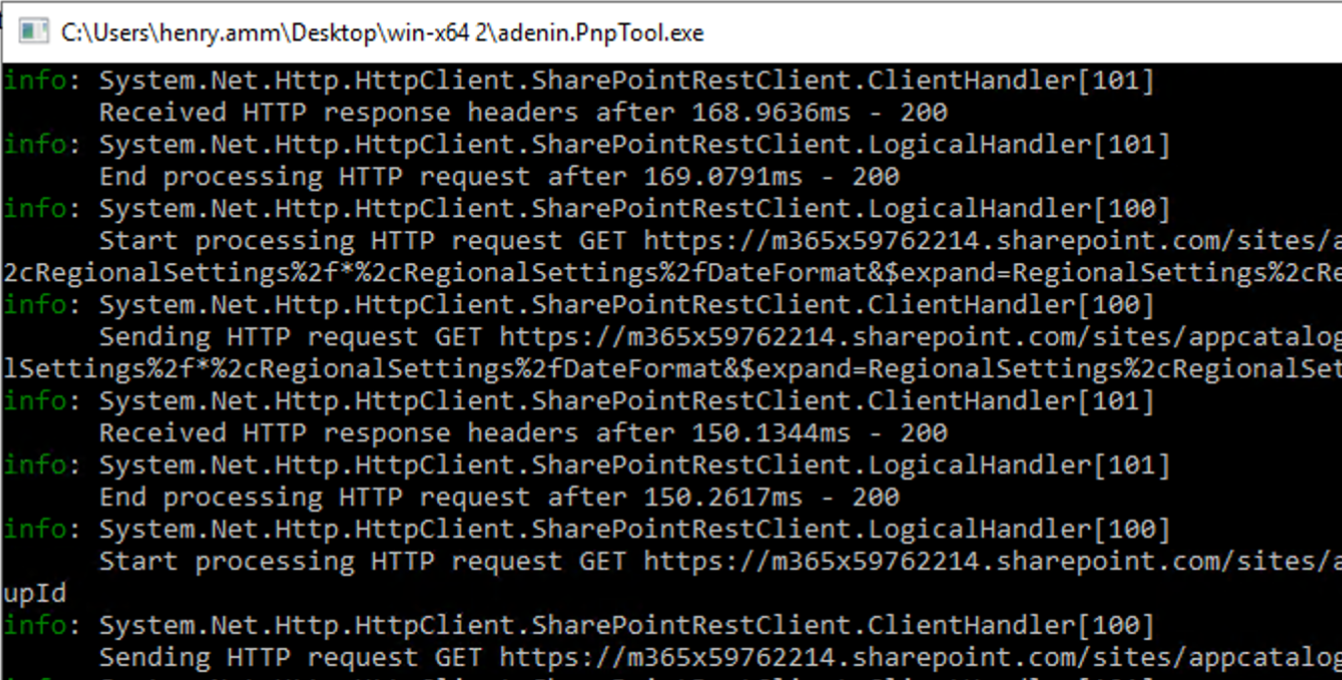 C:\Users\henry.amm\Desktop\win-x64 2\adenin.PnpTool.exe
info: System.Net.Http.HttpClient.SharePointRestClient.ClientHandler[101]
Received HTTP response headers after 168.9636ms - 200
info: System.Net.Http.HttpClient.SharePointRestClient.LogicalHandler[101]
End processing HTTP request after 169.0791ms - 200
info: System.Net.Http.HttpClient.SharePointRestClient.LogicalHandler[100]
Start processing HTTP request GET https://m365x59762214.sharepoint.com/sites/a
2cRegionalSettings%2f*%2cRegionalSettings%2fDateFormat&$expand=RegionalSettings%2cRe
info: System.Net.Http.HttpClient.SharePointRestClient.ClientHandler[100]
Sending HTTP request GET https://m365x59762214.sharepoint.com/sites/appcatalog
lSettings%2f*%2cRegionalSettings%2fDateFormat&$expand=RegionalSettings%2cRegionalSet
info: System.Net.Http.HttpClient.SharePointRestClient.ClientHandler[101]
Received HTTP response headers after 150.1344ms - 200
info: System.Net.Http.HttpClient.SharePointRestClient.LogicalHandler[101]
End processing HTTP request after 150.2617ms - 200
info: System.Net.Http.HttpClient.SharePointRestClient.LogicalHandler[100]
Start processing HTTP request GET https://m365x59762214.sharepoint.com/sites/a
upId
info: System.Net.Http.HttpClient.SharePointRestClient.ClientHandler[100]
Sending HTTP request GET https://m365x59762214.sharepoint.com/sites/appcatalog